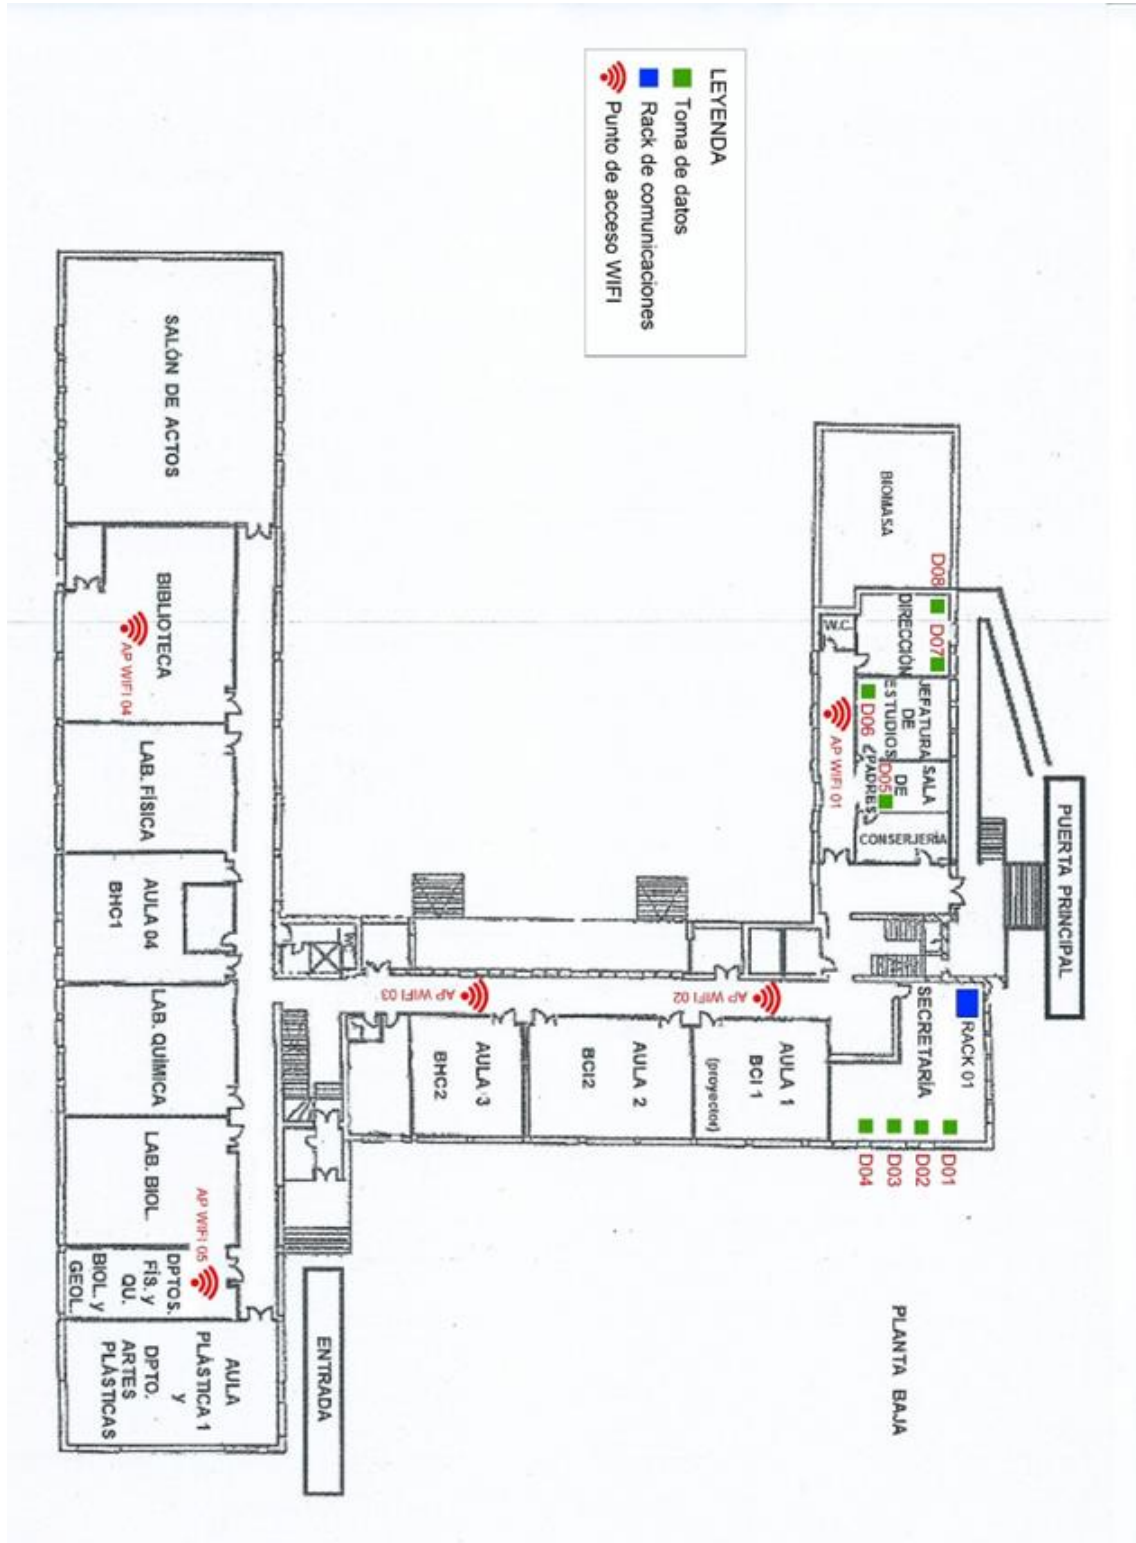 LEYENDA
Toma de datos
Rack de comunicaciones
Punto de acceso WIFI
PUERTA PRINCIPAL
BIOMASA
D08
DIRECCIÓN
D07
W.C.
JEFATURA
DE
ESTUDIOS
D06
AP WIFI 01
SALA
DE
PADRES
D05
CONSERJERÍA
RACK 01
SECRETARÍA
D01
D02
D03
D04
AULA 1
BCI 1
(proyector)
AP WIFI 02
AULA 2
BCI2
AULA 3
BHC2
AP WIFI 03
WC
SALÓN DE ACTOS
BIBLIOTECA
AP WIFI 04
LAB. FÍSICA
AULA 04
BHC1
LAB. QUÍMICA
LAB. BIOL.
AP WIFI 05
DPTOS.
FÍS. y
QU.
BIOL. y
GEOL.
AULA
PLÁSTICA 1
y
DPTO.
ARTES
PLÁSTICAS
ENTRADA
PLANTA BAJA